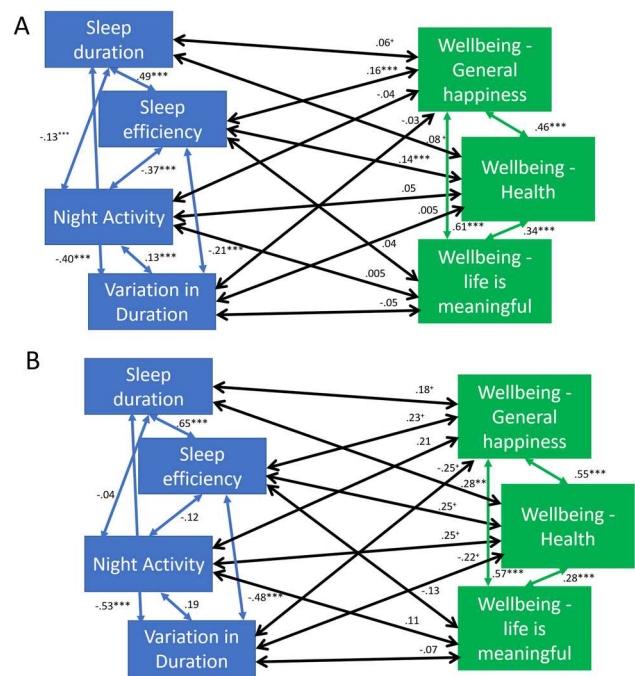 A
Sleep
duration
Sleep
efficiency
Night Activity
Variation in
Duration
Wellbeing -
General
happiness
Wellbeing -
Health
Wellbeing -
life is
meaningful
.49***
-.13***
-.37***
-.40***
.13***
-.21***
.06⁺
.16***
-.04
-.03
.08⁺
.14***
.05
.005
.04
.005
-.05
.46***
.61***
.34***
B
Sleep
duration
Sleep
efficiency
Night Activity
Variation in
Duration
Wellbeing -
General
happiness
Wellbeing -
Health
Wellbeing -
life is
meaningful
.65***
-.04
-.12
-.53***
.19
-.48***
.18⁺
.23⁺
.21
-.25⁺
.28**
.25⁺
.25⁺
-.22⁺
-.13
.11
-.07
.55***
.57***
.28***